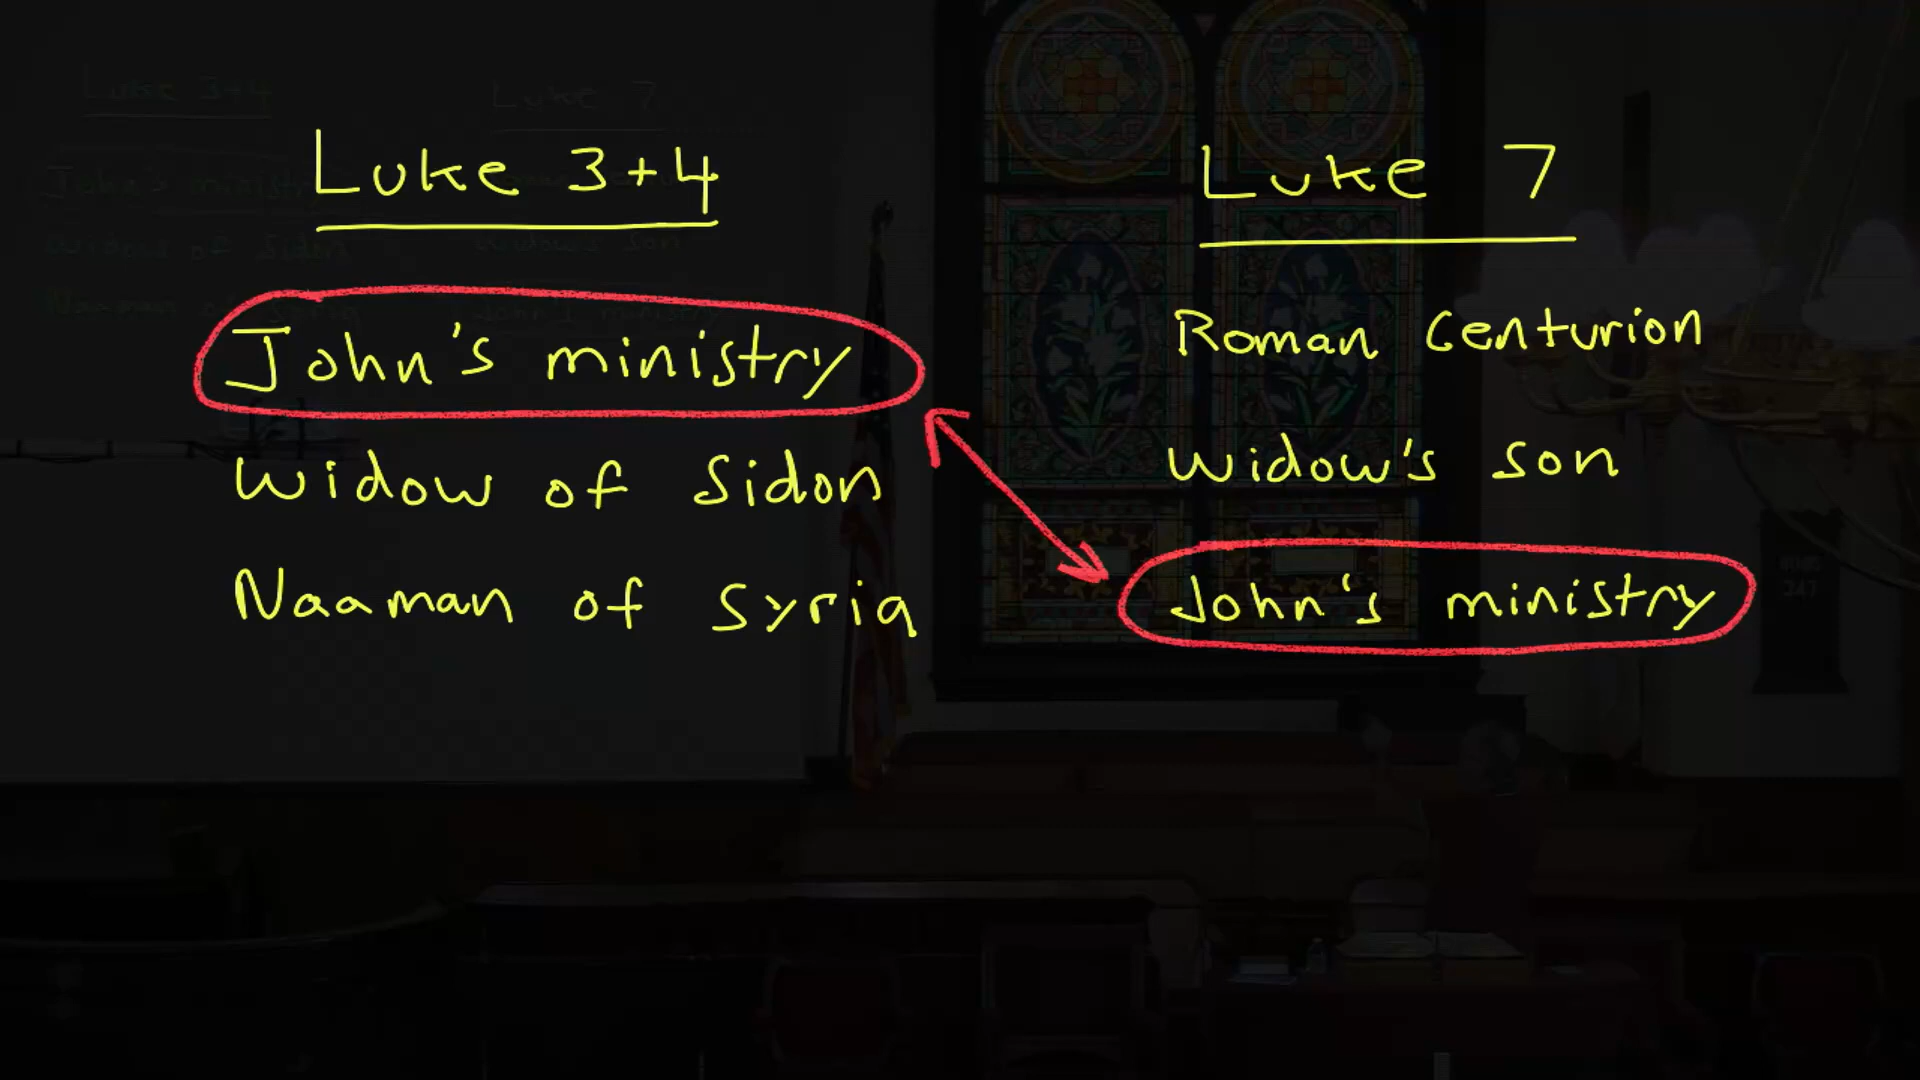 Luke 3+4
John's ministry
Widow of Sidon
Naaman of Syria
Luke 7
Roman Centurion
Widow's son
John's ministry